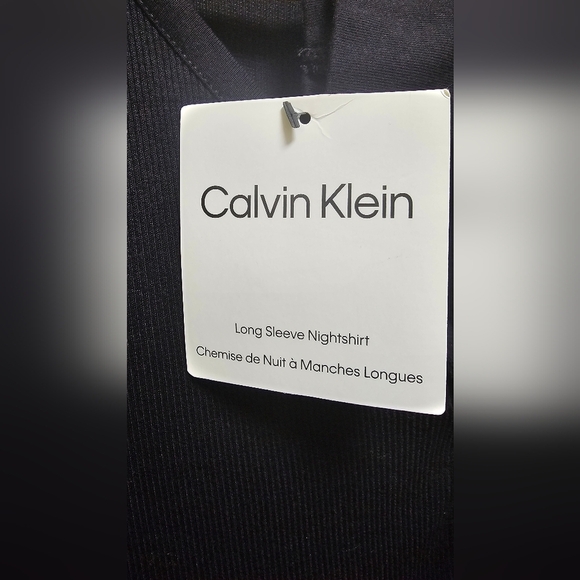 Calvin Klein
Long Sleeve Nightshirt
Chemise de Nuit à Manches Longues